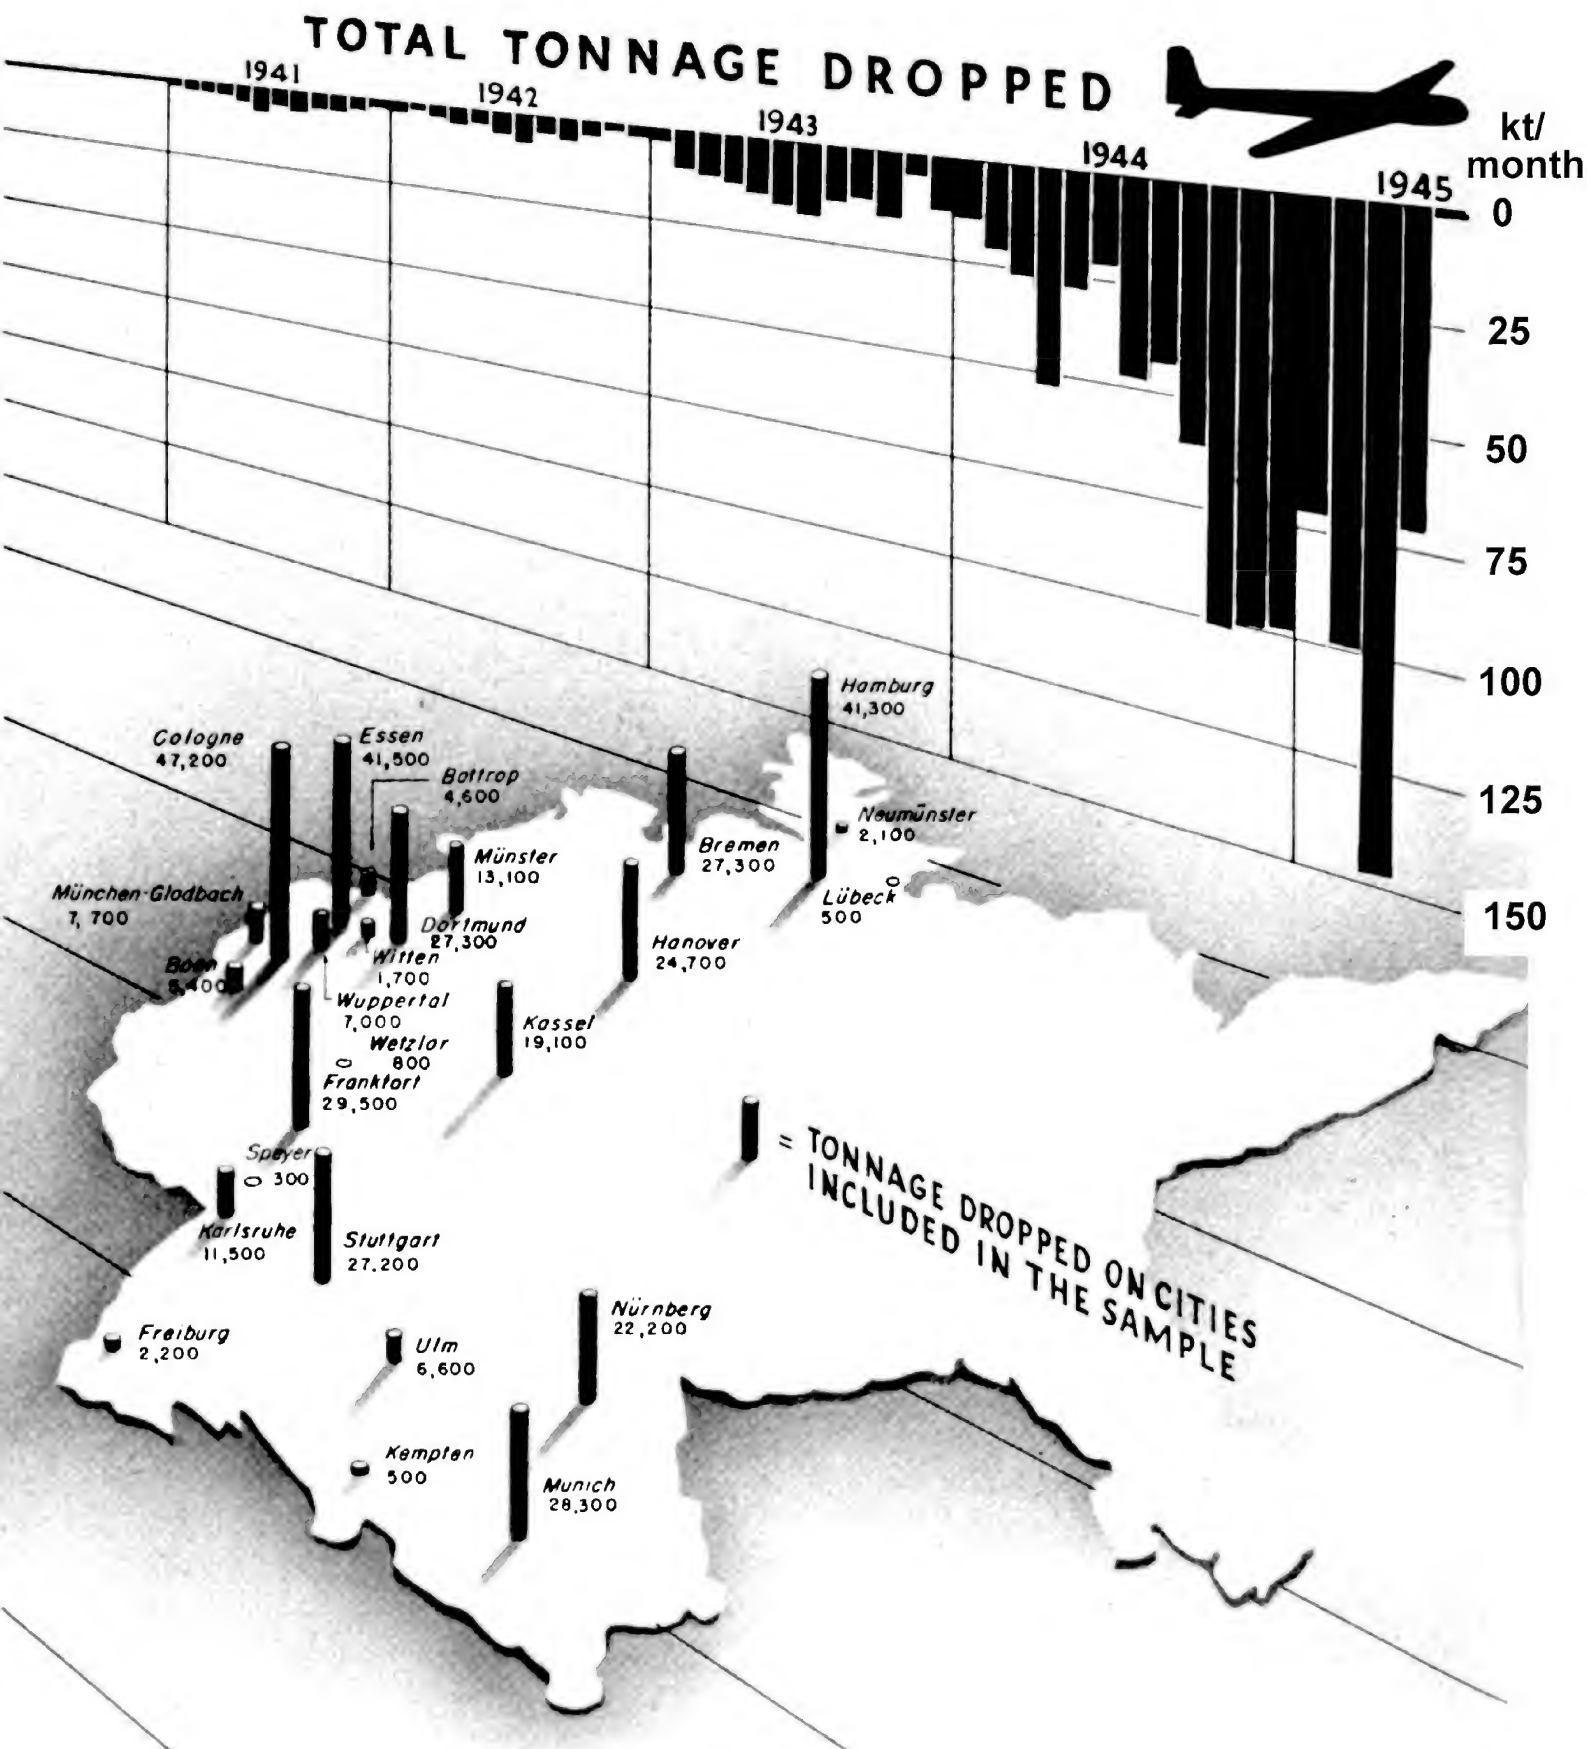 TOTAL TONNAGE DROPPED
1941
1942
1943
1944
1945
kt/
month
0
25
50
75
100
125
150
Hamburg
41,300
Cologne
47,200
Essen
41,500
Bottrop
4,600
Neumünster
2,100
Bremen
27,300
Münster
13,100
München-Gladbach
7,700
Lübeck
500
Dortmund
27,300
Hanover
24,700
Witten
1,700
Bonn
5,400
Wuppertal
7,000
Kassel
19,100
Wetzlar
800
Frankfort
29,500
Speyer
300
= TONNAGE DROPPED ON CITIES
INCLUDED IN THE SAMPLE
Karlsruhe
11,500
Stuttgart
27.200
Nürnberg
22,200
Freiburg
2,200
Ulm
6,600
Kempten
500
Munich
28,300